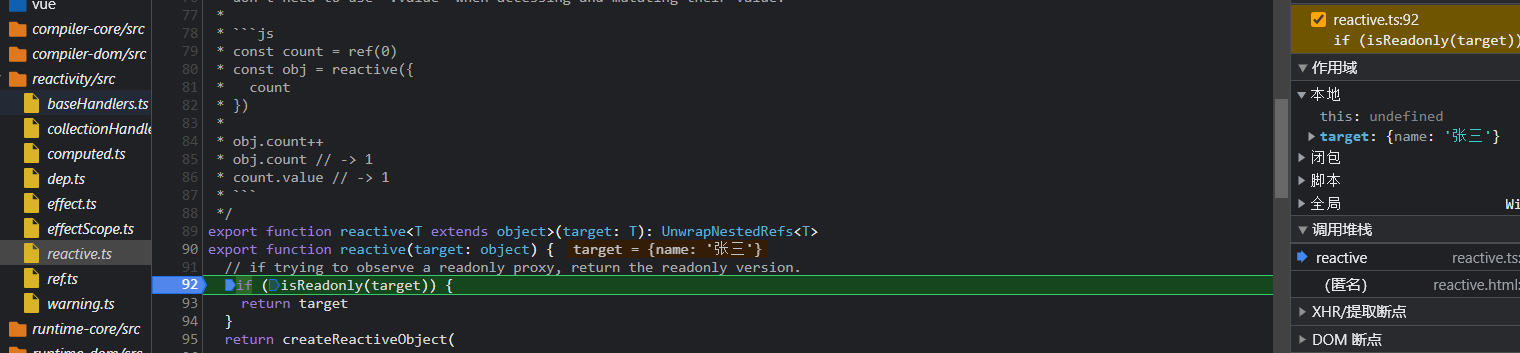 vue
compiler-core/src
compiler-dom/src
reactivity/src
baseHandlers.ts
collectionHandle
computed.ts
dep.ts
effect.ts
effectScope.ts
reactive.ts
ref.ts
warning.ts
runtime-core/src
runtime-dom/src
77 *
78 * ```js
79 * const count = ref(0)
80 * const obj = reactive({
81 *   count
82 * })
83 *
84 * obj.count++
85 * obj.count // -> 1
86 * count.value // -> 1
87 * ```
88 */
89 export function reactive<T extends object>(target: T): UnwrapNestedRefs<T>
90 export function reactive(target: object) { target = {name: '张三'}
91 // if trying to observe a readonly proxy, return the readonly version.
92 if (isReadonly(target)) {
93 return target
94 }
95 return createReactiveObject(
reactive.ts:92
if (isReadonly(target))
作用域
本地
this: undefined
target: {name: '张三'}
闭包
脚本
全局 Wi
调用堆栈
reactive reactive.ts:
(匿名) reactive.html:
XHR/提取断点
DOM 断点